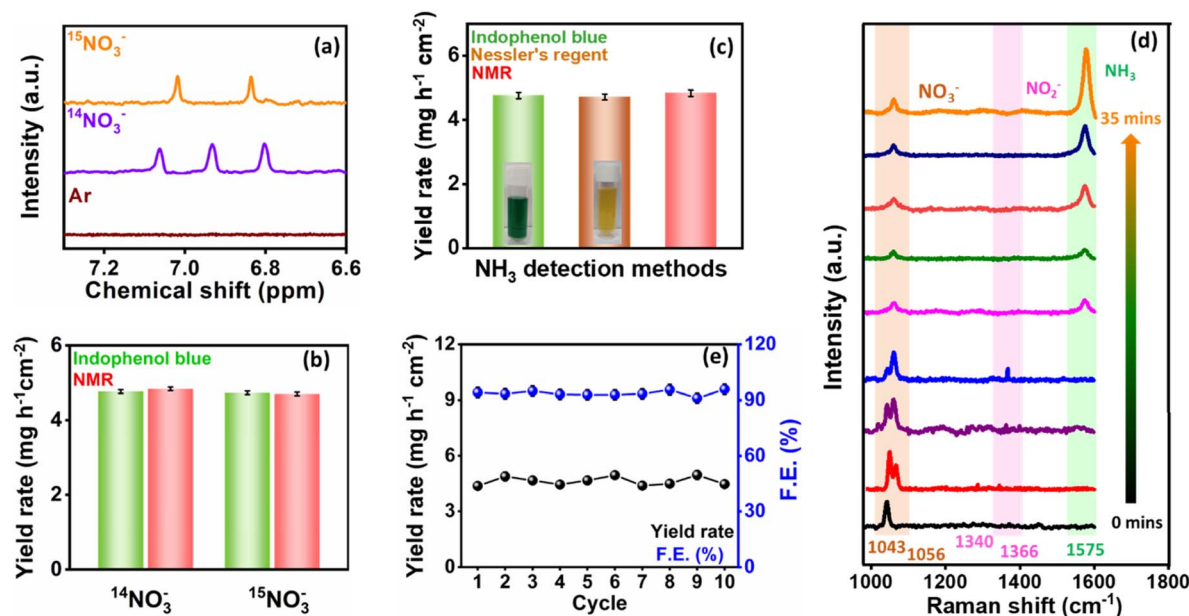 (a)
¹⁵NO₃⁻
¹⁴NO₃⁻
Ar
Intensity (a.u.)
7.2 7.0 6.8 6.6
Chemical shift (ppm)
(c)
Indophenol blue
Nessler's regent
NMR
Yield rate (mg h⁻¹ cm⁻²)
6
4
2
0
NH₃ detection methods
(d)
NO₃⁻
NO₂⁻
NH₃
35 mins
0 mins
Intensity (a.u.)
1043
1056
1340
1366
1575
1000 1200 1400 1600 1800
Raman shift (cm⁻¹)
(b)
Indophenol blue
NMR
Yield rate (mg h⁻¹cm⁻²)
6
4
2
0
¹⁴NO₃⁻ ¹⁵NO₃⁻
(e)
Yield rate (mg h⁻¹ cm⁻²)
12
9
6
3
0
120
90
60
30
0
F.E. (%)
Yield rate
F.E. (%)
1 2 3 4 5 6 7 8 9 10
Cycle